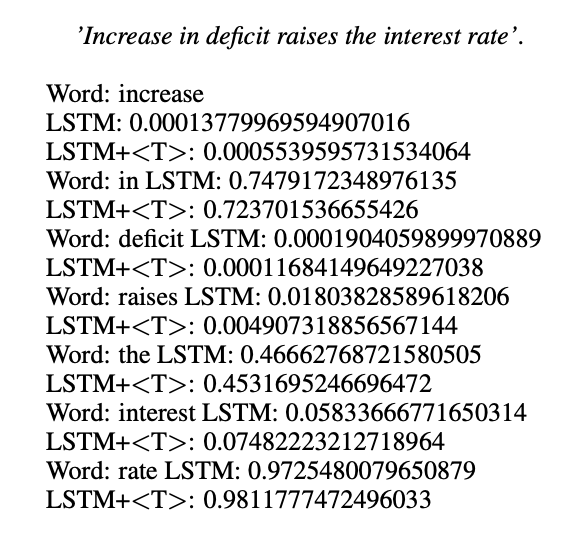 'Increase in deficit raises the interest rate'.
Word: increase
LSTM: 0.00013779969594907016
LSTM+<T>: 0.0005539595731534064
Word: in LSTM: 0.7479172348976135
LSTM+<T>: 0.723701536655426
Word: deficit LSTM: 0.0001904059899970889
LSTM+<T>: 0.00011684149649227038
Word: raises LSTM: 0.01803828589618206
LSTM+<T>: 0.004907318856567144
Word: the LSTM: 0.46662768721580505
LSTM+<T>: 0.4531695246696472
Word: interest LSTM: 0.05833666771650314
LSTM+<T>: 0.07482223212718964
Word: rate LSTM: 0.9725480079650879
LSTM+<T>: 0.9811777472496033